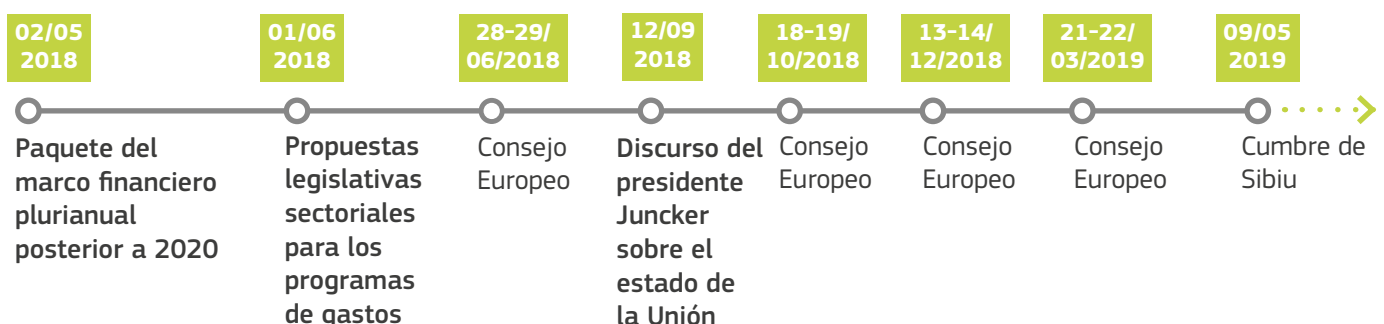 02/05
2018
01/06
2018
28-29/
06/2018
12/09
2018
18-19/
10/2018
13-14/
12/2018
21-22/
03/2019
09/05
2019
Paquete del
marco financiero
plurianual
posterior a 2020
Propuestas
legislativas
sectoriales
para los
programas
de gastos
Consejo
Europeo
Discurso del
presidente
Juncker
sobre el
estado de
la Unión
Consejo
Europeo
Consejo
Europeo
Consejo
Europeo
Cumbre de
Sibiu